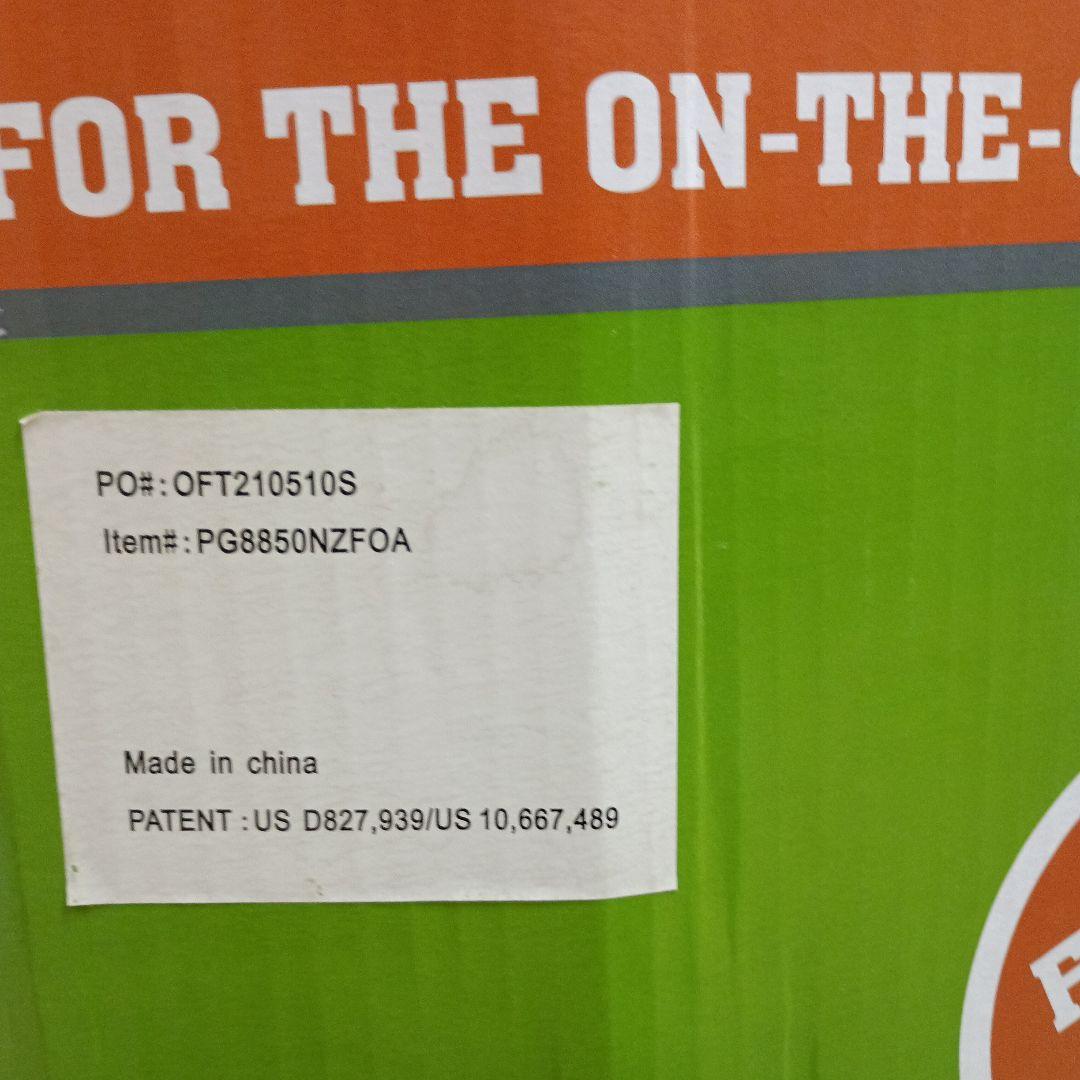 FOR THE ON-THE-
PO#:OFT210510S
Item#:PG8850NZFOA
Made in china
PATENT :US D827,939/US 10,667,489